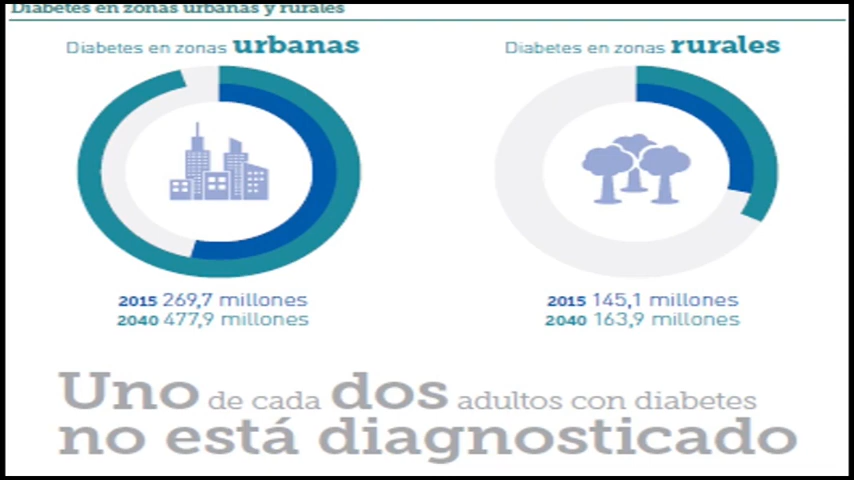 Diabetes en zonas urbanas y rurales
Diabetes en zonas urbanas
Diabetes en zonas rurales
2015 269,7 millones
2040 477,9 millones
2015 145,1 millones
2040 163,9 millones
Uno de cada dos adultos con diabetes
no está diagnosticado